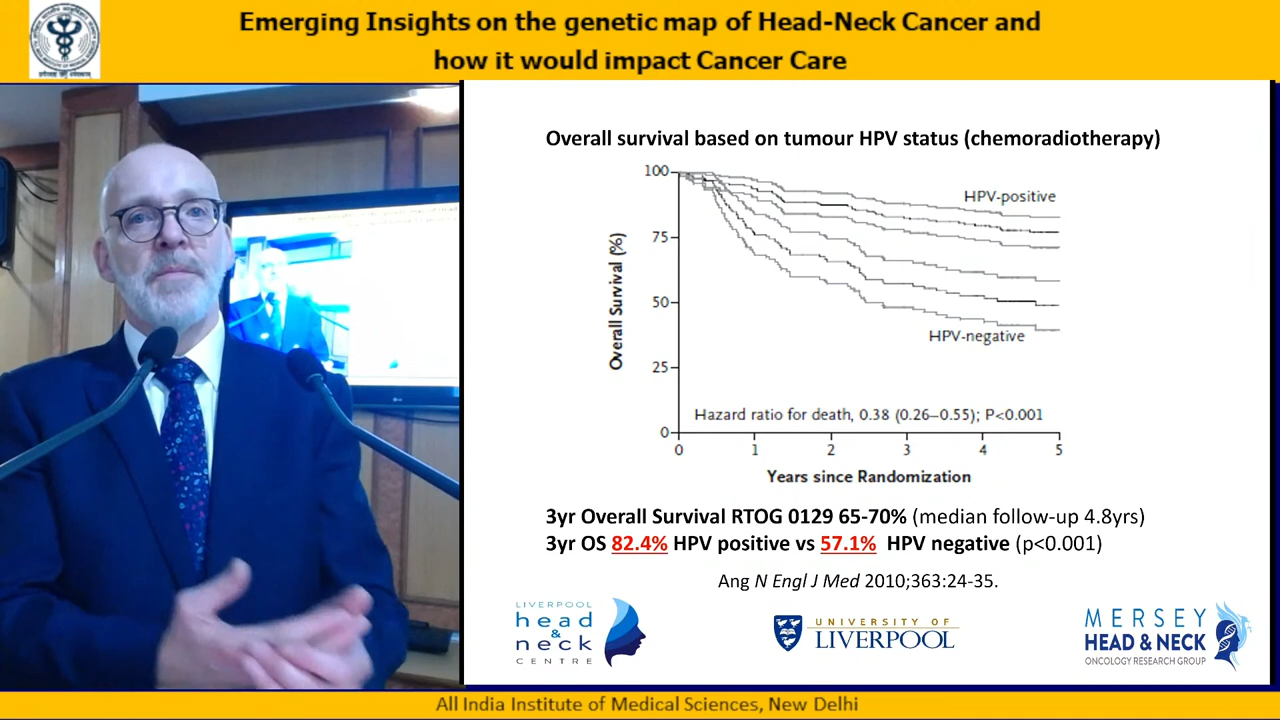 Emerging Insights on the genetic map of Head-Neck Cancer and
how it would impact Cancer Care
Overall survival based on tumour HPV status (chemoradiotherapy)
100
75
50
25
0
Overall Survival (%)
HPV-positive
HPV-negative
Hazard ratio for death, 0.38 (0.26–0.55); P<0.001
0 1 2 3 4 5
Years since Randomization
3yr Overall Survival RTOG 0129 65-70% (median follow-up 4.8yrs)
3yr OS 82.4% HPV positive vs 57.1% HPV negative (p<0.001)
Ang N Engl J Med 2010;363:24-35.
LIVERPOOL
head
&
neck
CENTRE
UNIVERSITY OF
LIVERPOOL
MERSEY
HEAD & NECK
ONCOLOGY RESEARCH GROUP
All India Institute of Medical Sciences, New Delhi